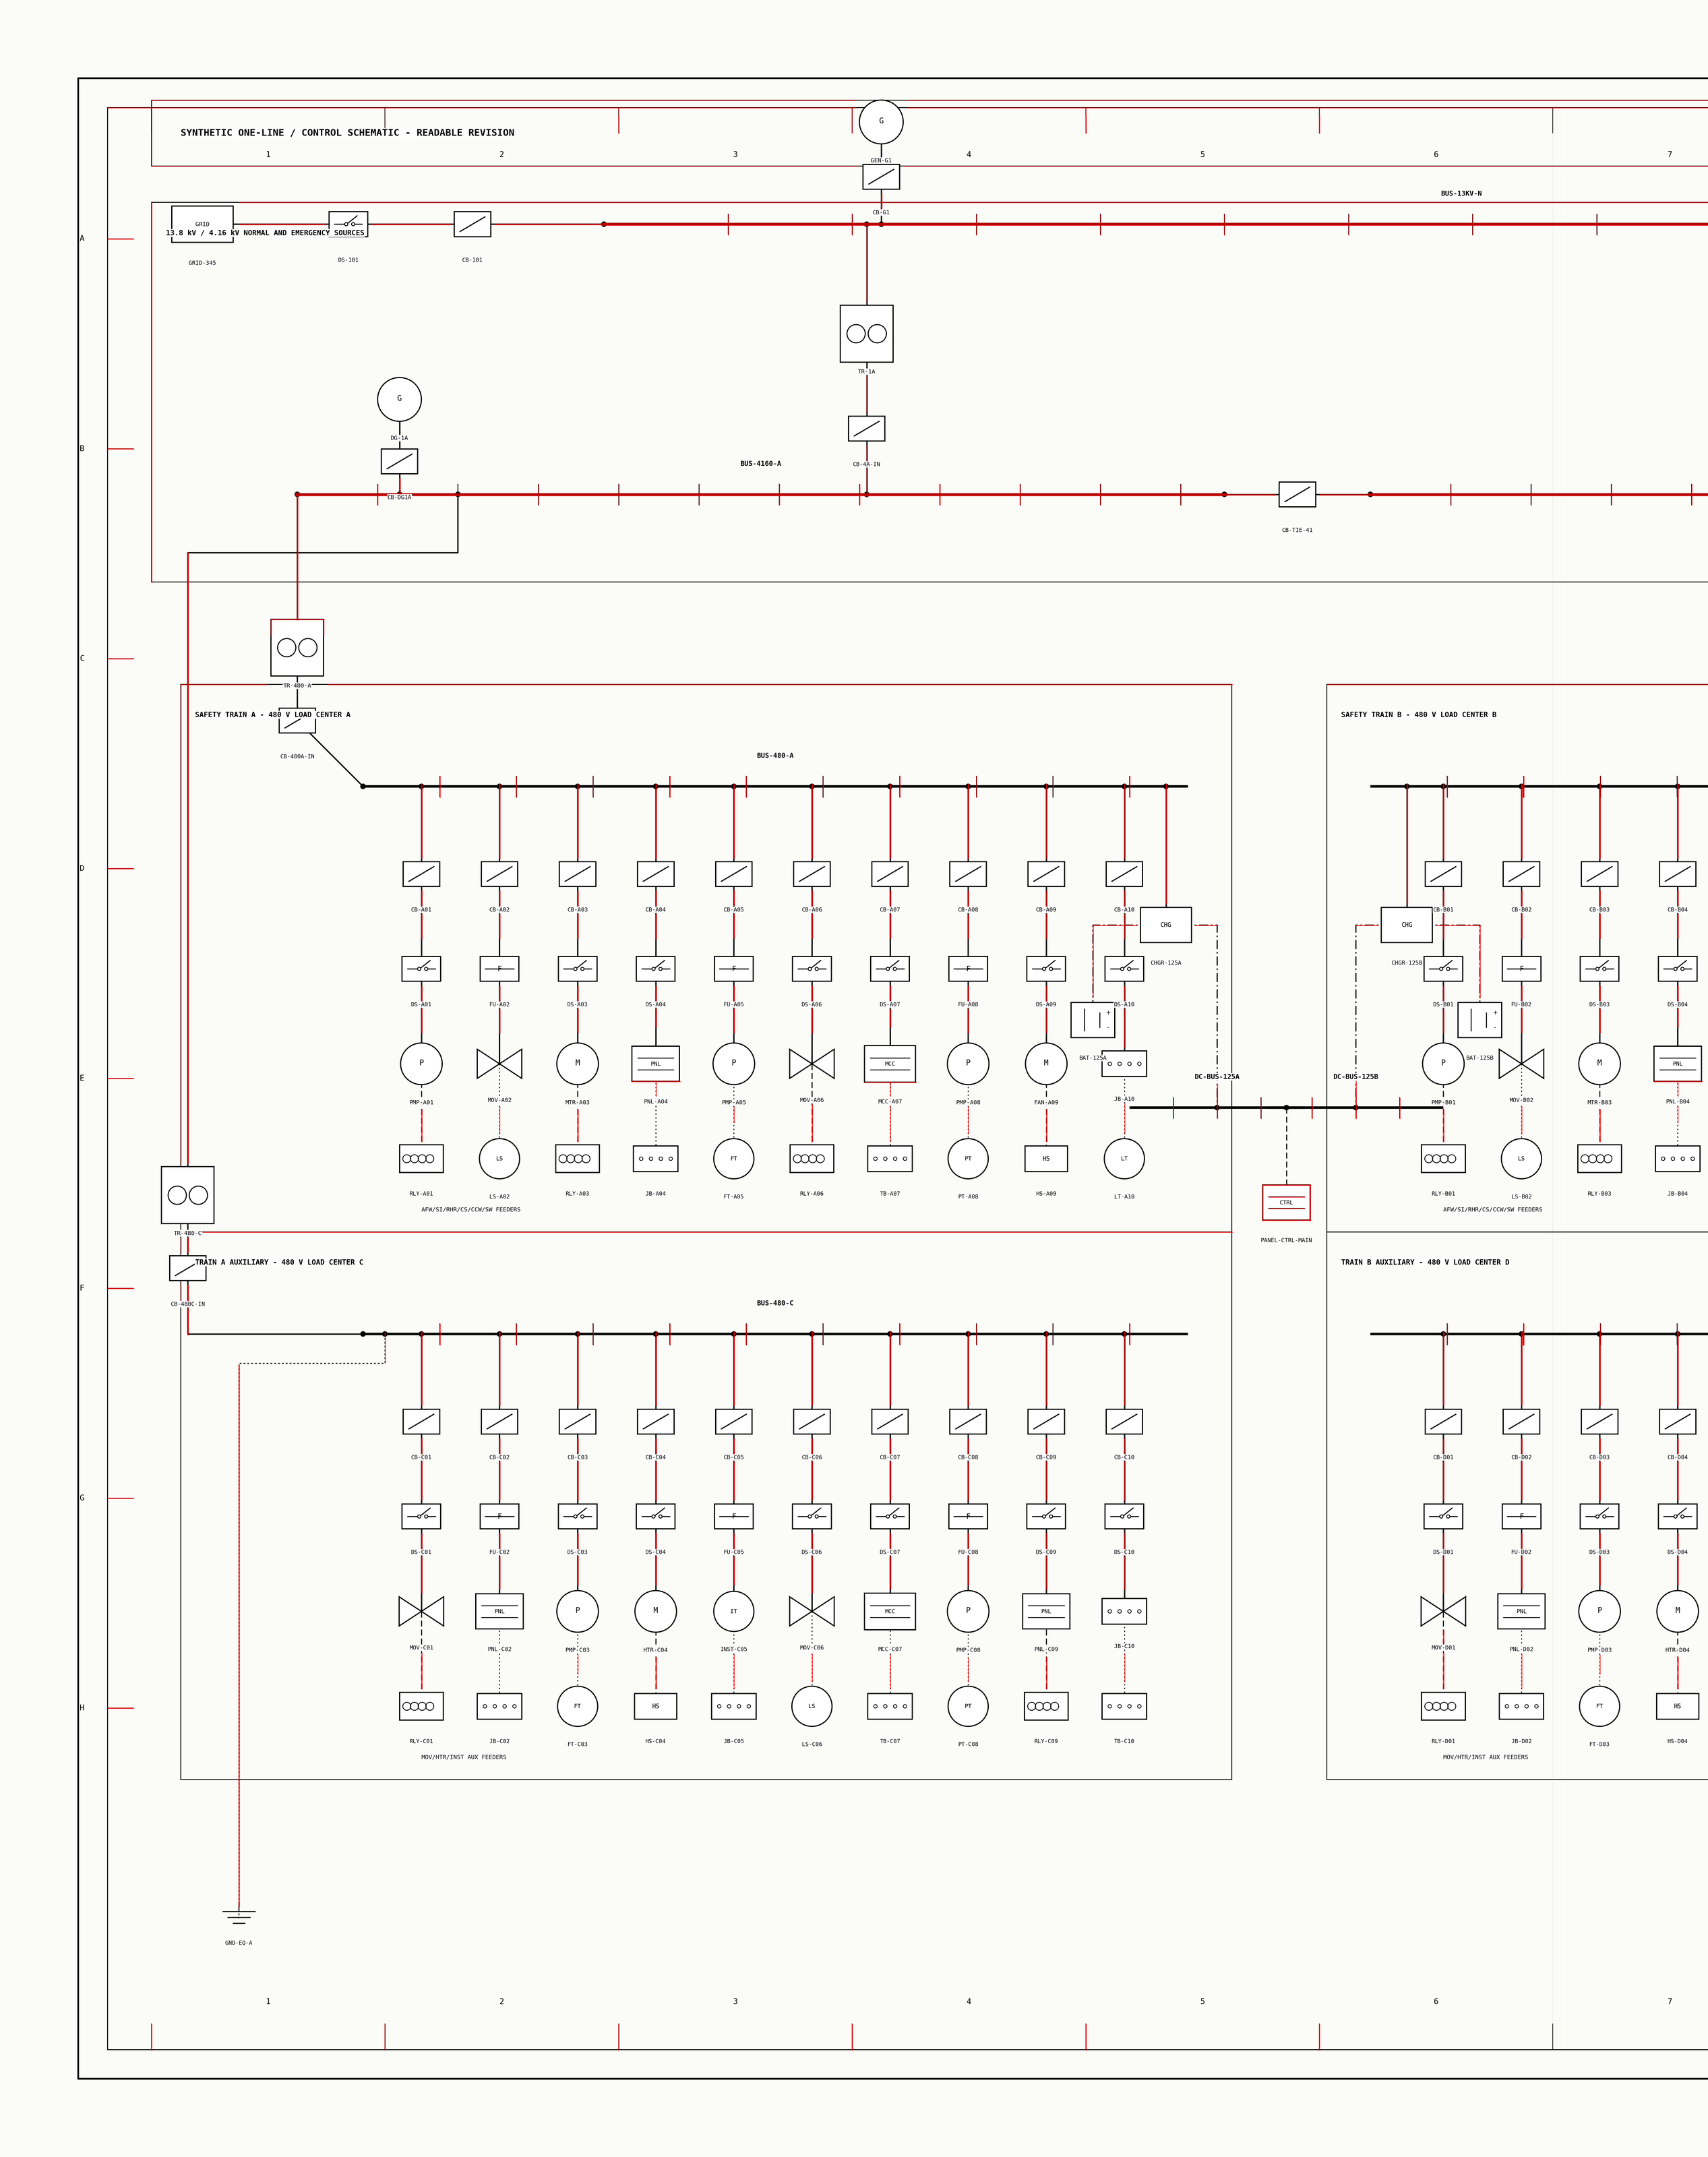 G
SYNTHETIC ONE-LINE / CONTROL SCHEMATIC - READABLE REVISION
1 2 3 4 5 6 7
GEN-G1
BUS-13KV-N
CB-G1
GRID
13.8 kV / 4.16 kV NORMAL AND EMERGENCY SOURCES
A
GRID-345 DS-101 CB-101
TR-1A
G
DG-1A
B
BUS-4160-A CB-4A-IN
CB-DG1A
CB-TIE-41
C
TR-480-A
SAFETY TRAIN A - 480 V LOAD CENTER A SAFETY TRAIN B - 480 V LOAD CENTER B
CB-480A-IN BUS-480-A
D
CB-A01 CB-A02 CB-A03 CB-A04 CB-A05 CB-A06 CB-A07 CB-A08 CB-A09 CB-A10 CB-B01 CB-B02 CB-B03 CB-B04
CHG CHG
CHGR-125A CHGR-125B
F F F F
DS-A01 FU-A02 DS-A03 DS-A04 FU-A05 DS-A06 DS-A07 FU-A08 DS-A09 DS-A10 DS-B01 FU-B02 DS-B03 DS-B04
+ - +  -
BAT-125A BAT-125B
P M PNL P MCC P M P M PNL
E
DC-BUS-125A DC-BUS-125B
PMP-A01 MOV-A02 MTR-A03 PNL-A04 PMP-A05 MOV-A06 MCC-A07 PMP-A08 FAN-A09 JB-A10 PMP-B01 MOV-B02 MTR-B03 PNL-B04
LS FT PT HS LT LS
RLY-A01 LS-A02 RLY-A03 JB-A04 FT-A05 RLY-A06 TB-A07 PT-A08 HS-A09 LT-A10 RLY-B01 LS-B02 RLY-B03 JB-B04
CTRL
AFW/SI/RHR/CS/CCW/SW FEEDERS AFW/SI/RHR/CS/CCW/SW FEEDERS
TR-480-C PANEL-CTRL-MAIN
TRAIN A AUXILIARY - 480 V LOAD CENTER C TRAIN B AUXILIARY - 480 V LOAD CENTER D
F
CB-480C-IN BUS-480-C
CB-C01 CB-C02 CB-C03 CB-C04 CB-C05 CB-C06 CB-C07 CB-C08 CB-C09 CB-C10 CB-D01 CB-D02 CB-D03 CB-D04
G
F F F F
DS-C01 FU-C02 DS-C03 DS-C04 FU-C05 DS-C06 DS-C07 FU-C08 DS-C09 DS-C10 DS-D01 FU-D02 DS-D03 DS-D04
PNL P M IT MCC P PNL PNL P M
MOV-C01 PNL-C02 PMP-C03 HTR-C04 INST-C05 MOV-C06 MCC-C07 PMP-C08 PNL-C09 JB-C10 MOV-D01 PNL-D02 PMP-D03 HTR-D04
H
FT HS LS PT FT HS
RLY-C01 JB-C02 FT-C03 HS-C04 JB-C05 LS-C06 TB-C07 PT-C08 RLY-C09 TB-C10 RLY-D01 JB-D02 FT-D03 HS-D04
MOV/HTR/INST AUX FEEDERS MOV/HTR/INST AUX FEEDERS
GND-EQ-A
1 2 3 4 5 6 7